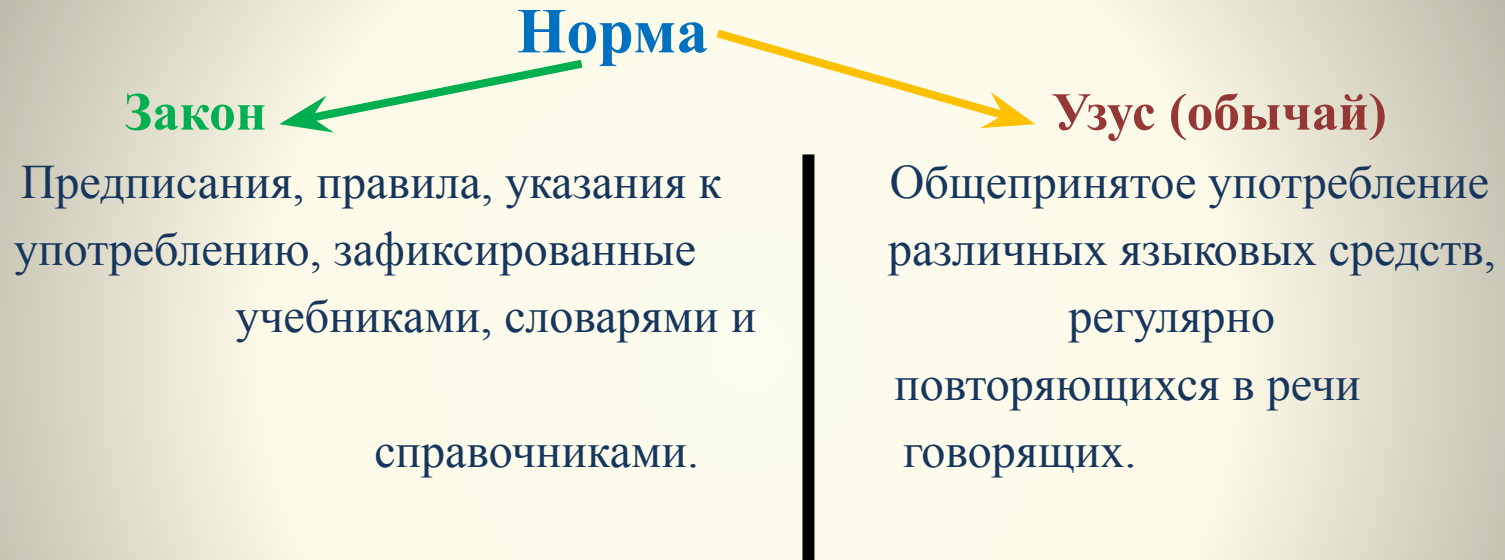 Норма
Закон
Предписания, правила, указания к
употреблению, зафиксированные
учебниками, словарями и
справочниками.
Узус (обычай)
Общепринятое употребление
различных языковых средств,
регулярно
повторяющихся в речи
говорящих.